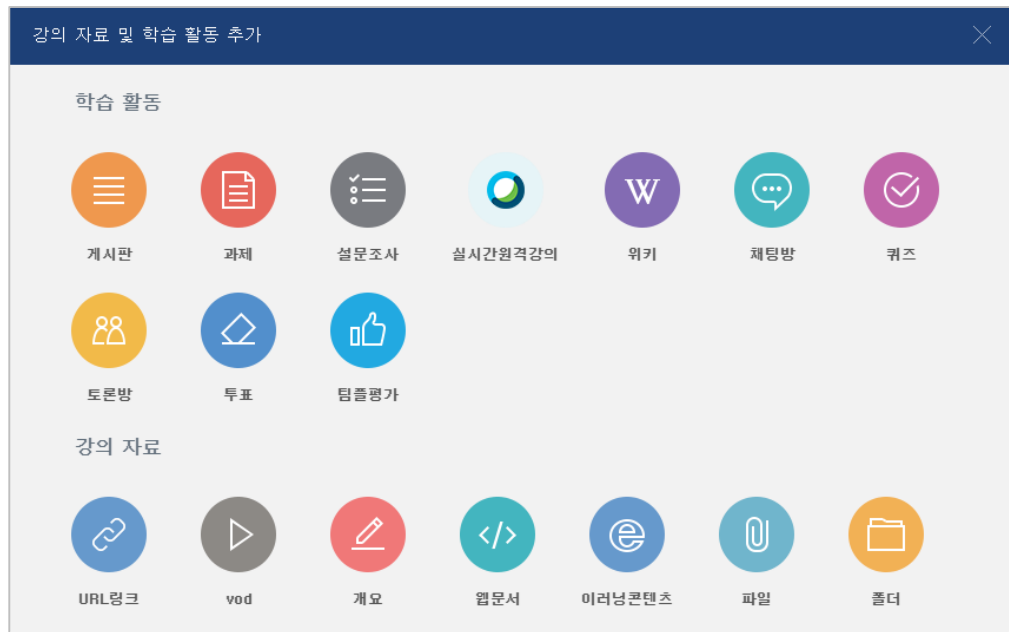 강의 자료 및 학습 활동 추가
학습 활동
게시판 과제 설문조사 실시간원격강의 위키 채팅방 퀴즈
토론방 투표 팀플평가
강의 자료
URL링크 vod 개요 웹문서 이러닝콘텐츠 파일 폴더